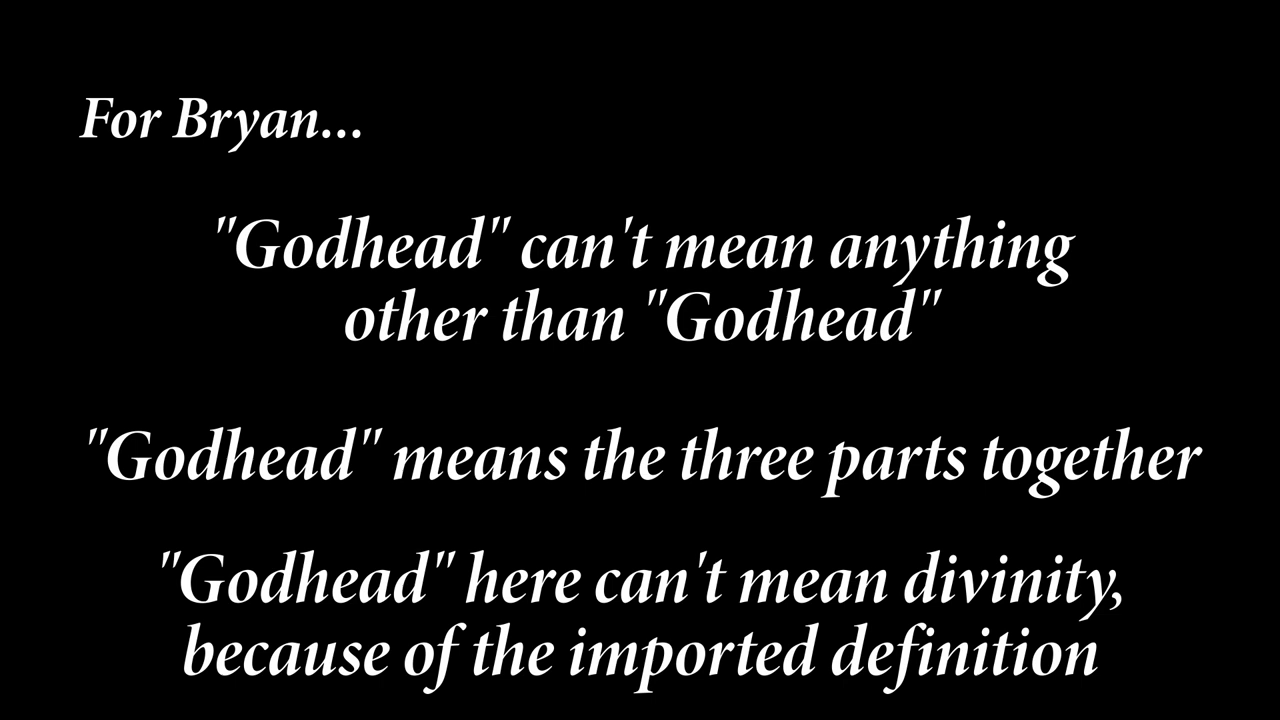 For Bryan...
"Godhead" can't mean anything
other than "Godhead"
"Godhead" means the three parts together
"Godhead" here can't mean divinity,
because of the imported definition